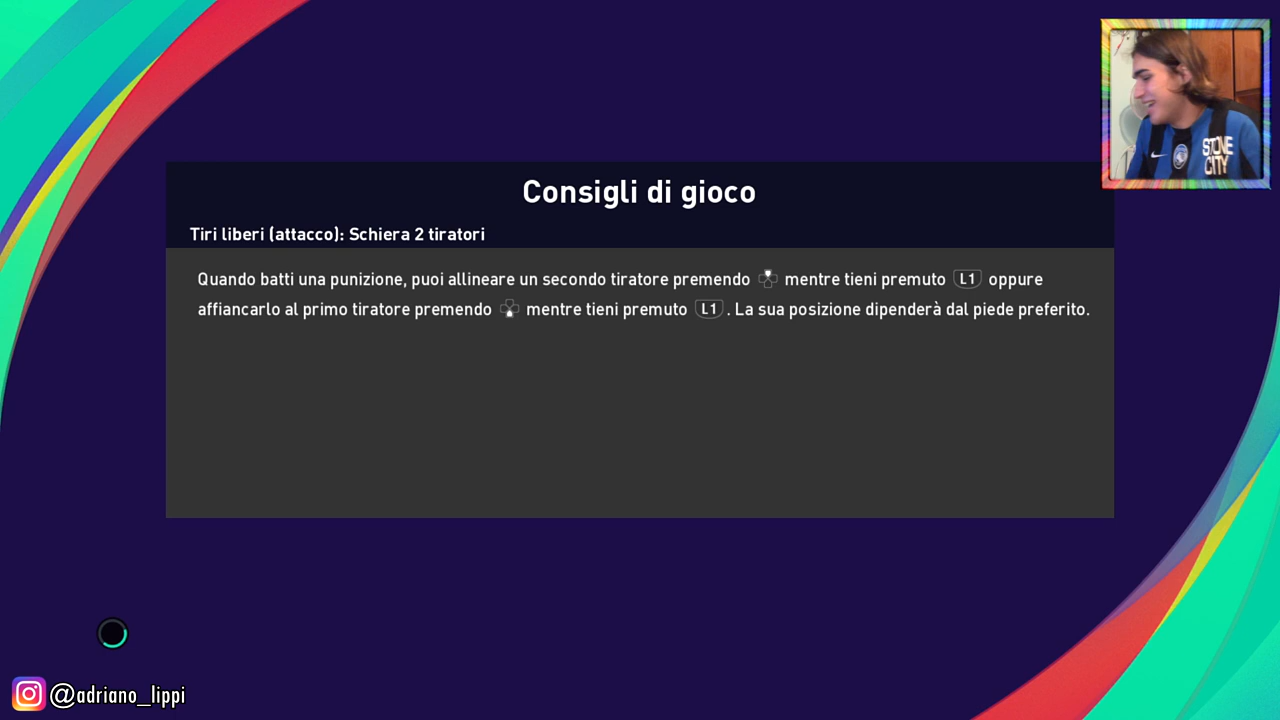 Consigli di gioco
Tiri liberi (attacco): Schiera 2 tiratori
Quando batti una punizione, puoi allineare un secondo tiratore premendo mentre tieni premuto L1 oppure
affiancarlo al primo tiratore premendo mentre tieni premuto L1. La sua posizione dipenderà dal piede preferito.
STONE
CITY
@adriano_lippi